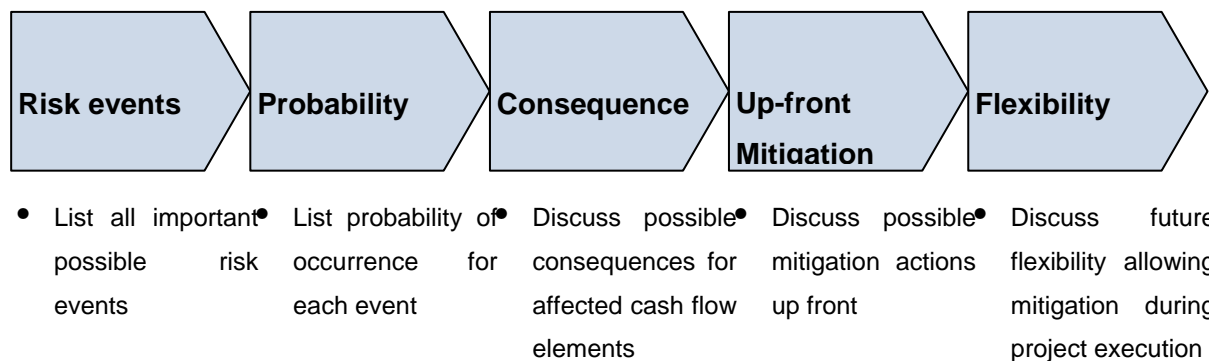 Risk events
Probability
Consequence
Up-front
Mitigation
Flexibility
• List all important
possible risk
events
• List probability of
occurrence for
each event
• Discuss possible
consequences for
affected cash flow
elements
• Discuss possible
mitigation actions
up front
• Discuss future
flexibility allowing
mitigation during
project execution